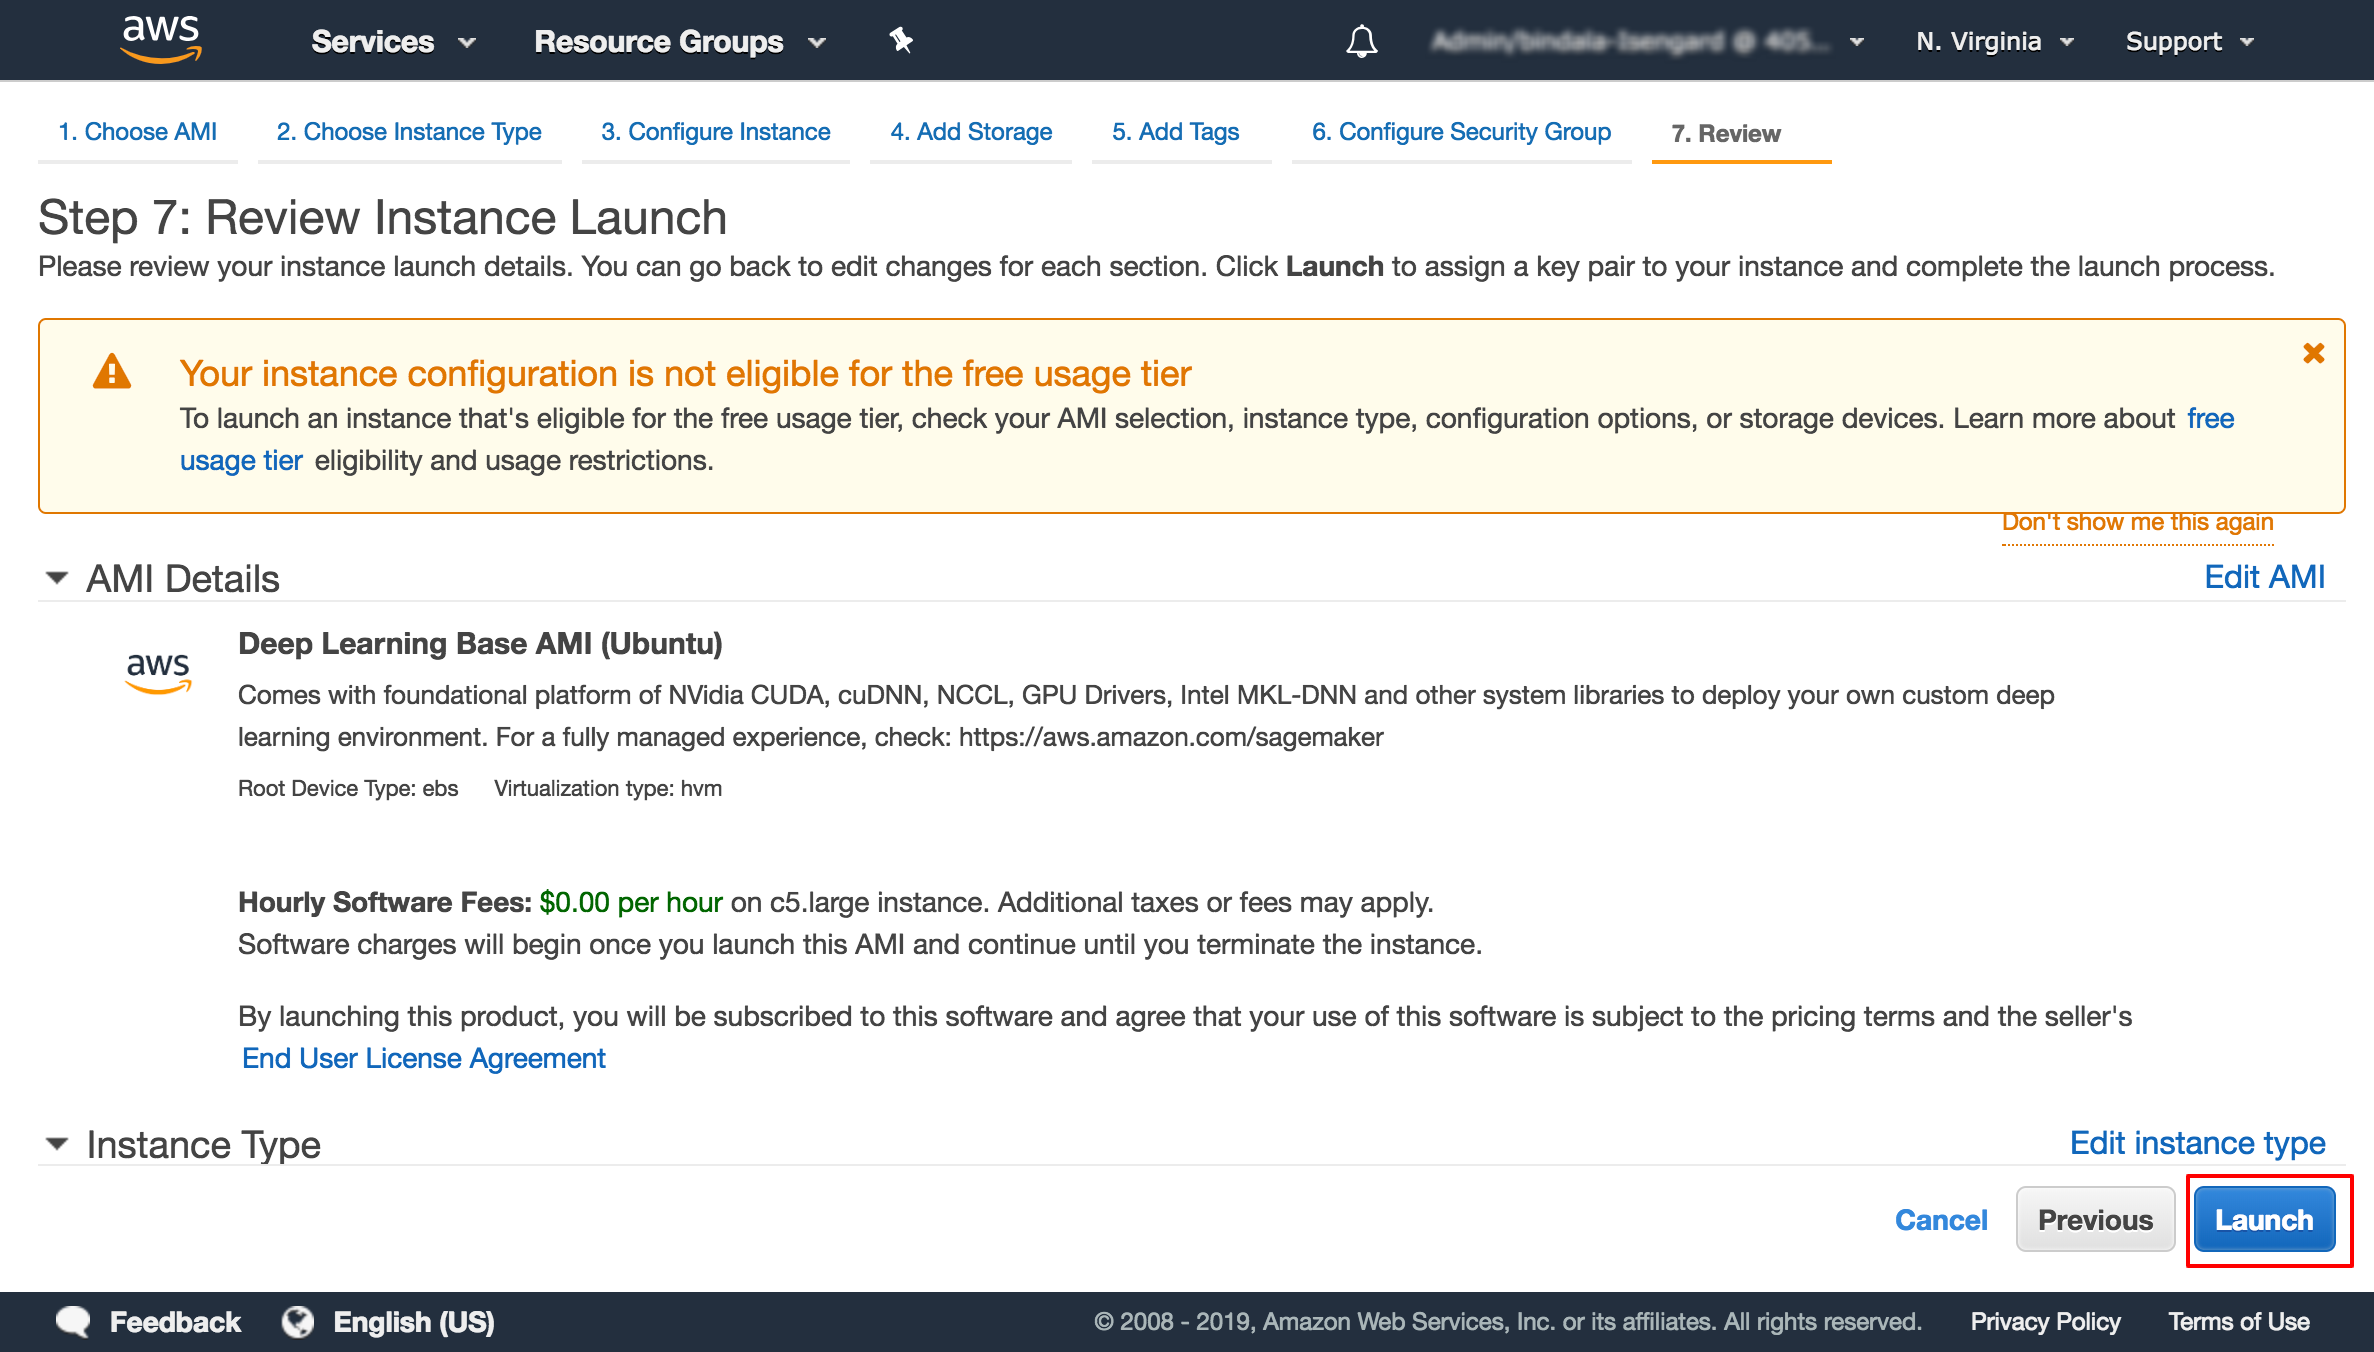 aws Services Resource Groups N. Virginia Support
1. Choose AMI 2. Choose Instance Type 3. Configure Instance 4. Add Storage 5. Add Tags 6. Configure Security Group 7. Review
Step 7: Review Instance Launch
Please review your instance launch details. You can go back to edit changes for each section. Click Launch to assign a key pair to your instance and complete the launch process.
Your instance configuration is not eligible for the free usage tier
To launch an instance that's eligible for the free usage tier, check your AMI selection, instance type, configuration options, or storage devices. Learn more about free
usage tier eligibility and usage restrictions.
Don't show me this again
AMI Details Edit AMI
aws
Deep Learning Base AMI (Ubuntu)
Comes with foundational platform of NVidia CUDA, cuDNN, NCCL, GPU Drivers, Intel MKL-DNN and other system libraries to deploy your own custom deep
learning environment. For a fully managed experience, check: https://aws.amazon.com/sagemaker
Root Device Type: ebs Virtualization type: hvm
Hourly Software Fees: $0.00 per hour on c5.large instance. Additional taxes or fees may apply.
Software charges will begin once you launch this AMI and continue until you terminate the instance.
By launching this product, you will be subscribed to this software and agree that your use of this software is subject to the pricing terms and the seller's
End User License Agreement
Instance Type Edit instance type
Cancel Previous Launch
Feedback English (US) © 2008 - 2019, Amazon Web Services, Inc. or its affiliates. All rights reserved. Privacy Policy Terms of Use